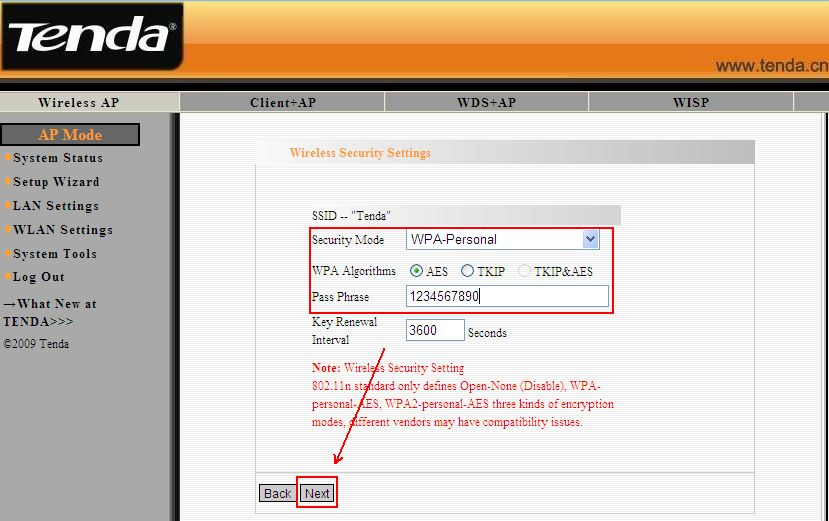 Tenda®
www.tenda.cn
Wireless AP Client+AP WDS+AP WISP
AP Mode
System Status
Setup Wizard
LAN Settings
WLAN Settings
System Tools
Log Out
→What New at
TENDA>>>
©2009 Tenda
Wireless Security Settings
SSID -- "Tenda"
Security Mode WPA-Personal
WPA Algorithms AES TKIP TKIP&AES
Pass Phrase 1234567890
Key Renewal
Interval 3600 Seconds
Note: Wireless Security Setting
802.11n standard only defines Open-None (Disable), WPA-
personal-AES, WPA2-personal-AES three kinds of encryption
modes, different vendors may have compatibility issues.
Back Next